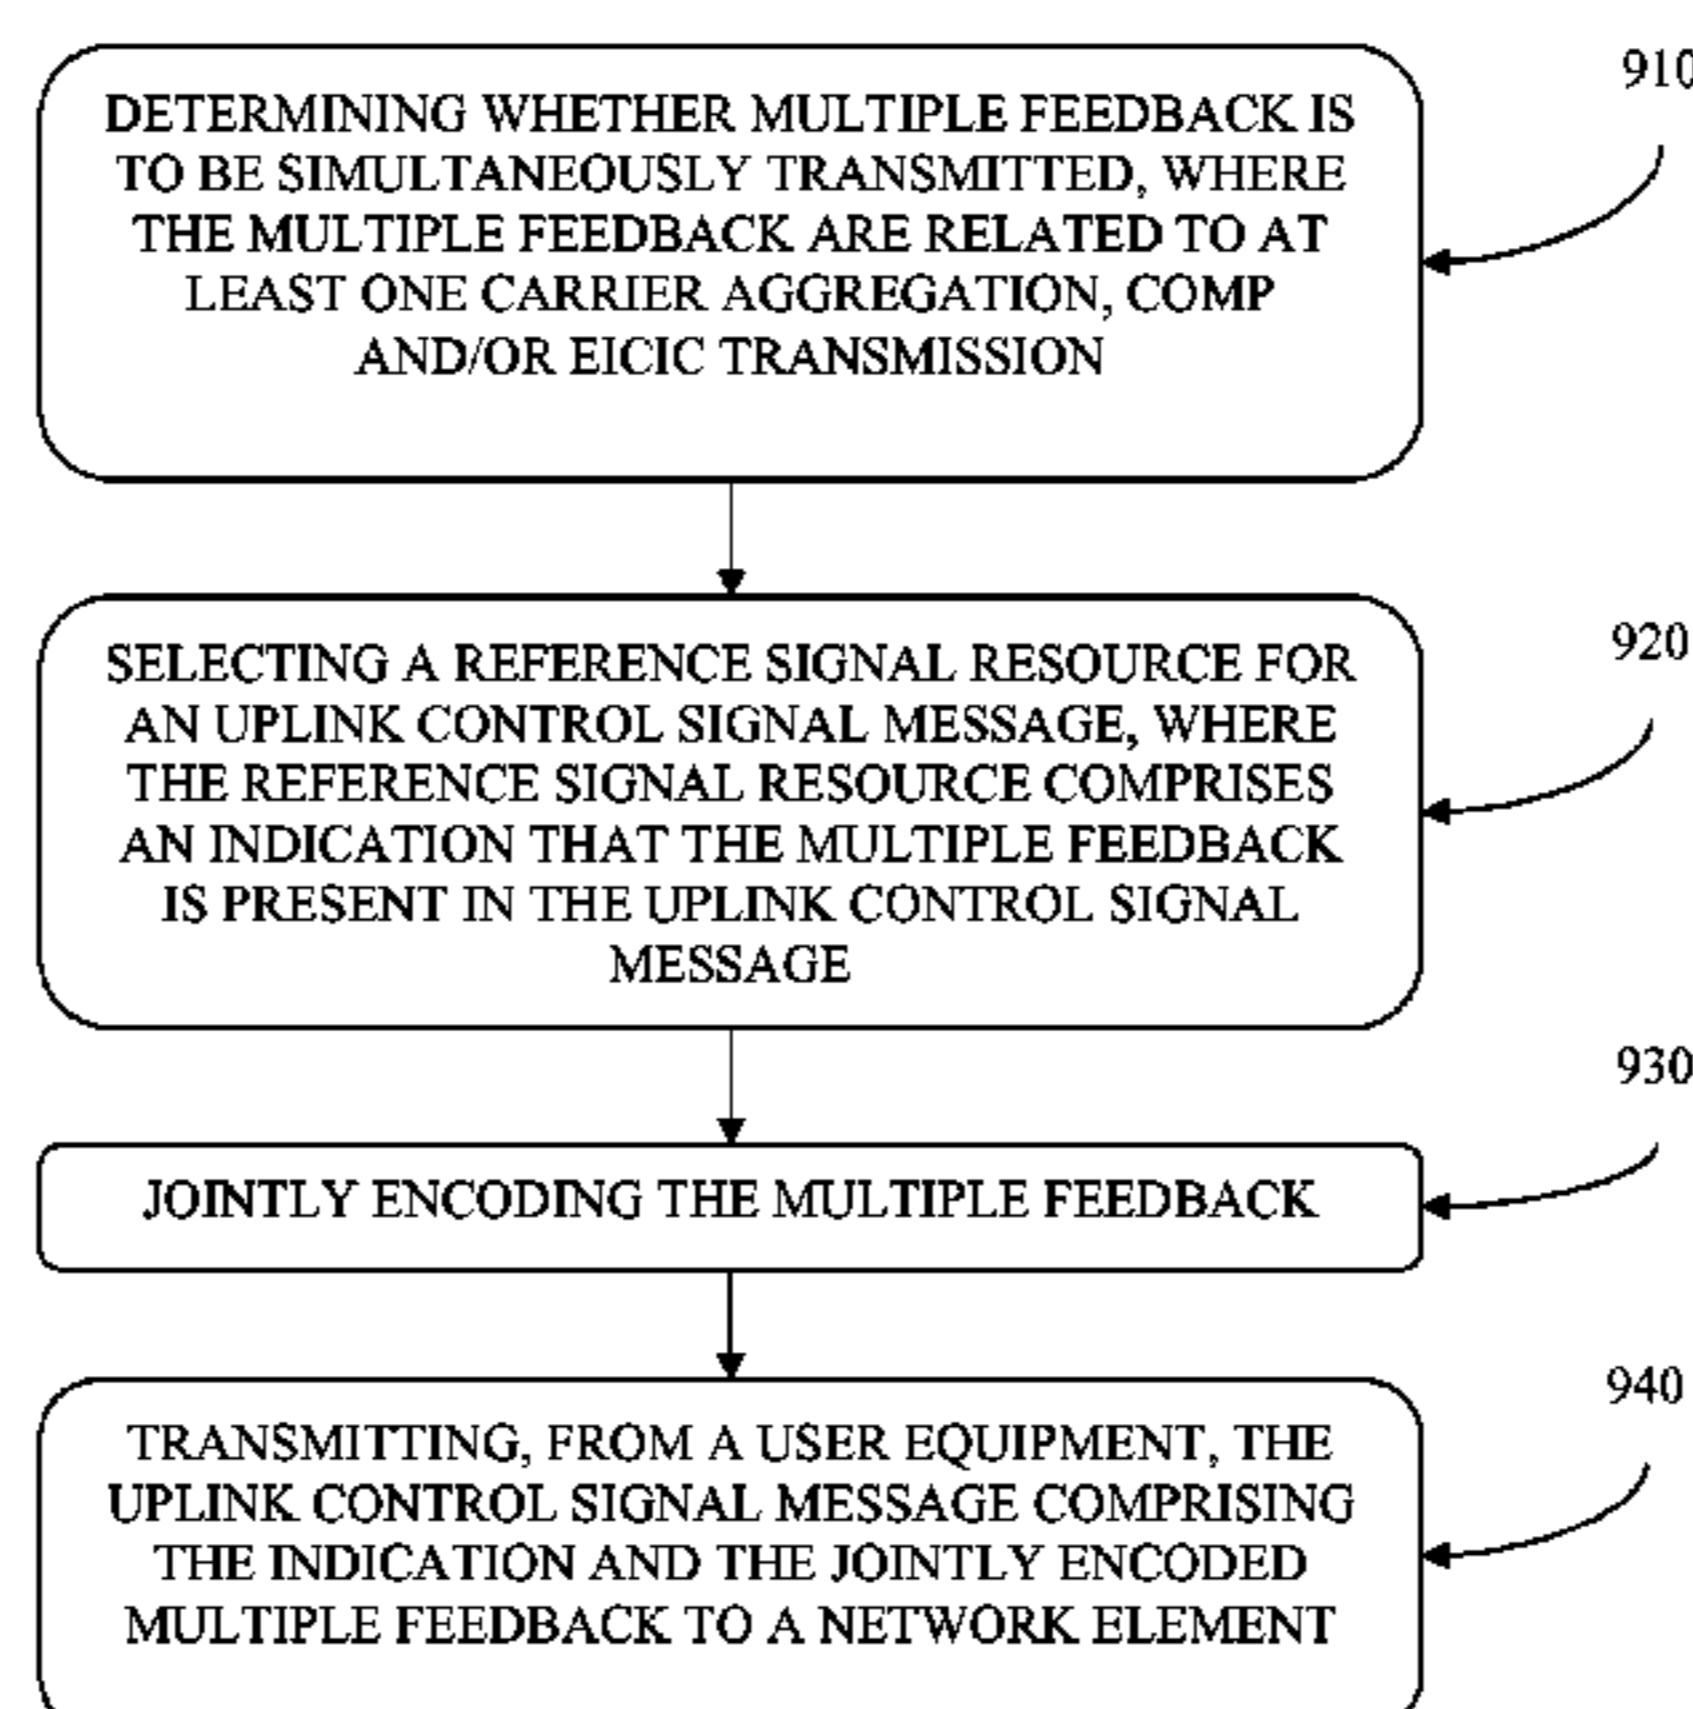 910
DETERMINING WHETHER MULTIPLE FEEDBACK IS
TO BE SIMULTANEOUSLY TRANSMITTED, WHERE
THE MULTIPLE FEEDBACK ARE RELATED TO AT
LEAST ONE CARRIER AGGREGATION, COMP
AND/OR EICIC TRANSMISSION
920
SELECTING A REFERENCE SIGNAL RESOURCE FOR
AN UPLINK CONTROL SIGNAL MESSAGE, WHERE
THE REFERENCE SIGNAL RESOURCE COMPRISES
AN INDICATION THAT THE MULTIPLE FEEDBACK
IS PRESENT IN THE UPLINK CONTROL SIGNAL
MESSAGE
930
JOINTLY ENCODING THE MULTIPLE FEEDBACK
940
TRANSMITTING, FROM A USER EQUIPMENT, THE
UPLINK CONTROL SIGNAL MESSAGE COMPRISING
THE INDICATION AND THE JOINTLY ENCODED
MULTIPLE FEEDBACK TO A NETWORK ELEMENT